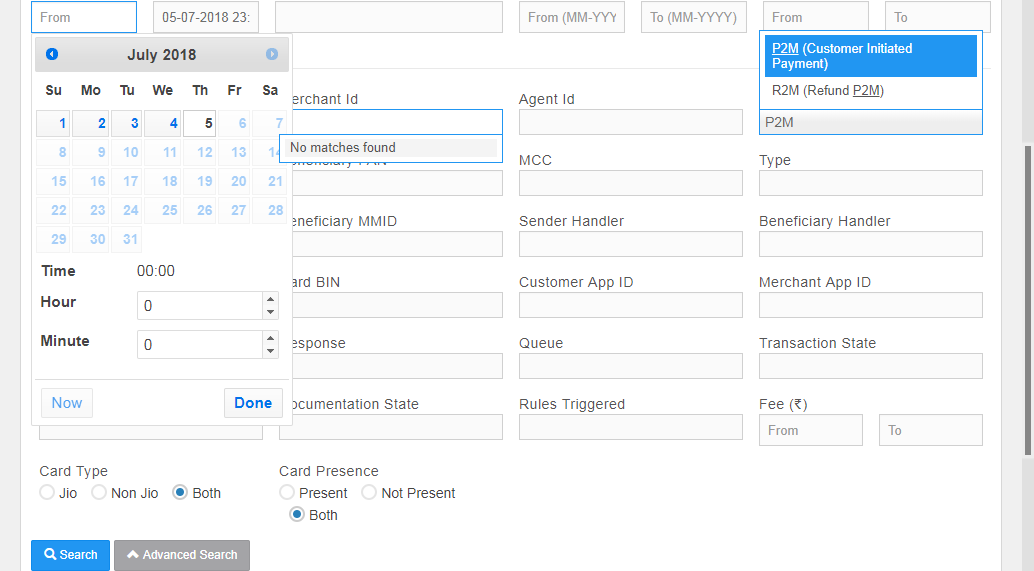 From
05-07-2018 23:
From (MM-YYY
To (MM-YYYY)
From
To
July 2018
Su Mo Tu We Th Fr Sa
1 2 3 4 5 6 7
8 9 10 11 12 13 14
15 16 17 18 19 20 21
22 23 24 25 26 27 28
29 30 31
Time 00:00
Hour 0
Minute 0
Now Done
P2M (Customer Initiated
Payment)
R2M (Refund P2M)
P2M
erchant Id
Agent Id
No matches found
MCC
Type
eneficiary MMID
Sender Handler
Beneficiary Handler
ard BIN
Customer App ID
Merchant App ID
esponse
Queue
Transaction State
ocumentation State
Rules Triggered
Fee (₹)
From
To
Card Type
Jio Non Jio Both
Card Presence
Present Not Present
Both
Search
Advanced Search